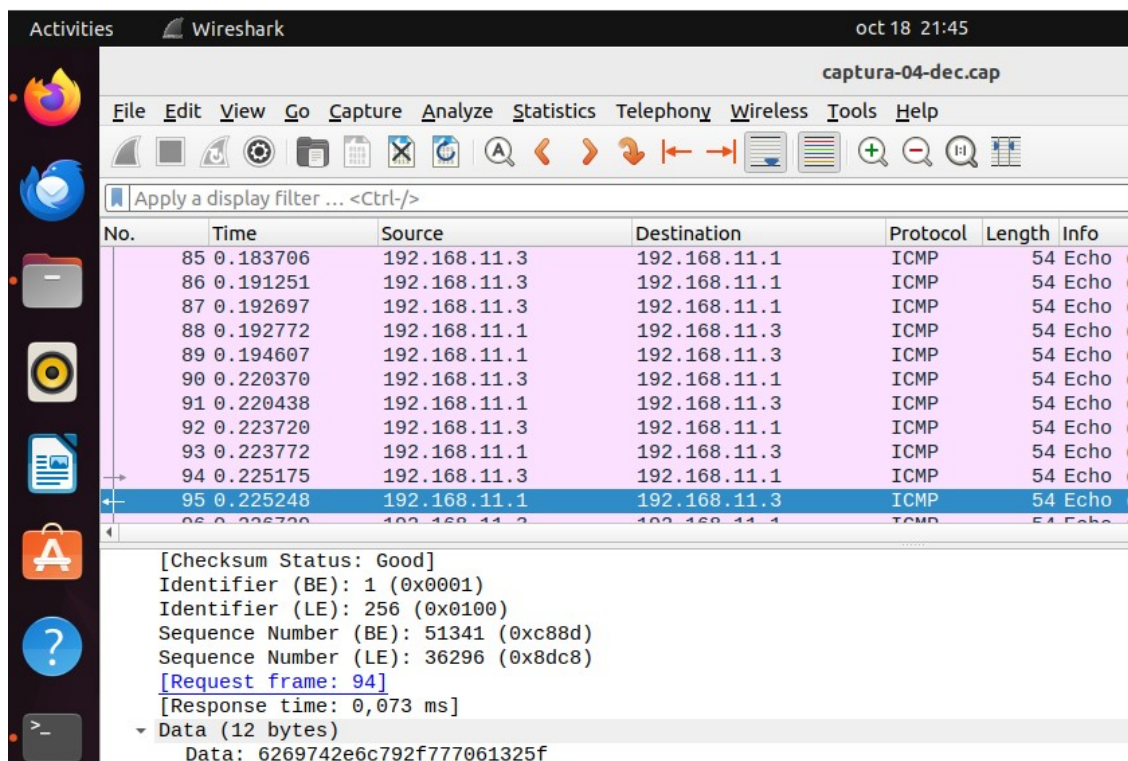 Activities Wireshark oct 18 21:45
captura-04-dec.cap
File Edit View Go Capture Analyze Statistics Telephony Wireless Tools Help
Apply a display filter … <Ctrl-/>
No. Time Source Destination Protocol Length Info
85 0.183706 192.168.11.3 192.168.11.1 ICMP 54 Echo
86 0.191251 192.168.11.3 192.168.11.1 ICMP 54 Echo
87 0.192697 192.168.11.3 192.168.11.1 ICMP 54 Echo
88 0.192772 192.168.11.1 192.168.11.3 ICMP 54 Echo
89 0.194607 192.168.11.1 192.168.11.3 ICMP 54 Echo
90 0.220370 192.168.11.3 192.168.11.1 ICMP 54 Echo
91 0.220438 192.168.11.1 192.168.11.3 ICMP 54 Echo
92 0.223720 192.168.11.3 192.168.11.1 ICMP 54 Echo
93 0.223772 192.168.11.1 192.168.11.3 ICMP 54 Echo
94 0.225175 192.168.11.3 192.168.11.1 ICMP 54 Echo
95 0.225248 192.168.11.1 192.168.11.3 ICMP 54 Echo
[Checksum Status: Good]
Identifier (BE): 1 (0x0001)
Identifier (LE): 256 (0x0100)
Sequence Number (BE): 51341 (0xc88d)
Sequence Number (LE): 36296 (0x8dc8)
[Request frame: 94]
[Response time: 0,073 ms]
Data (12 bytes)
Data: 6269742e6c792f777061325f